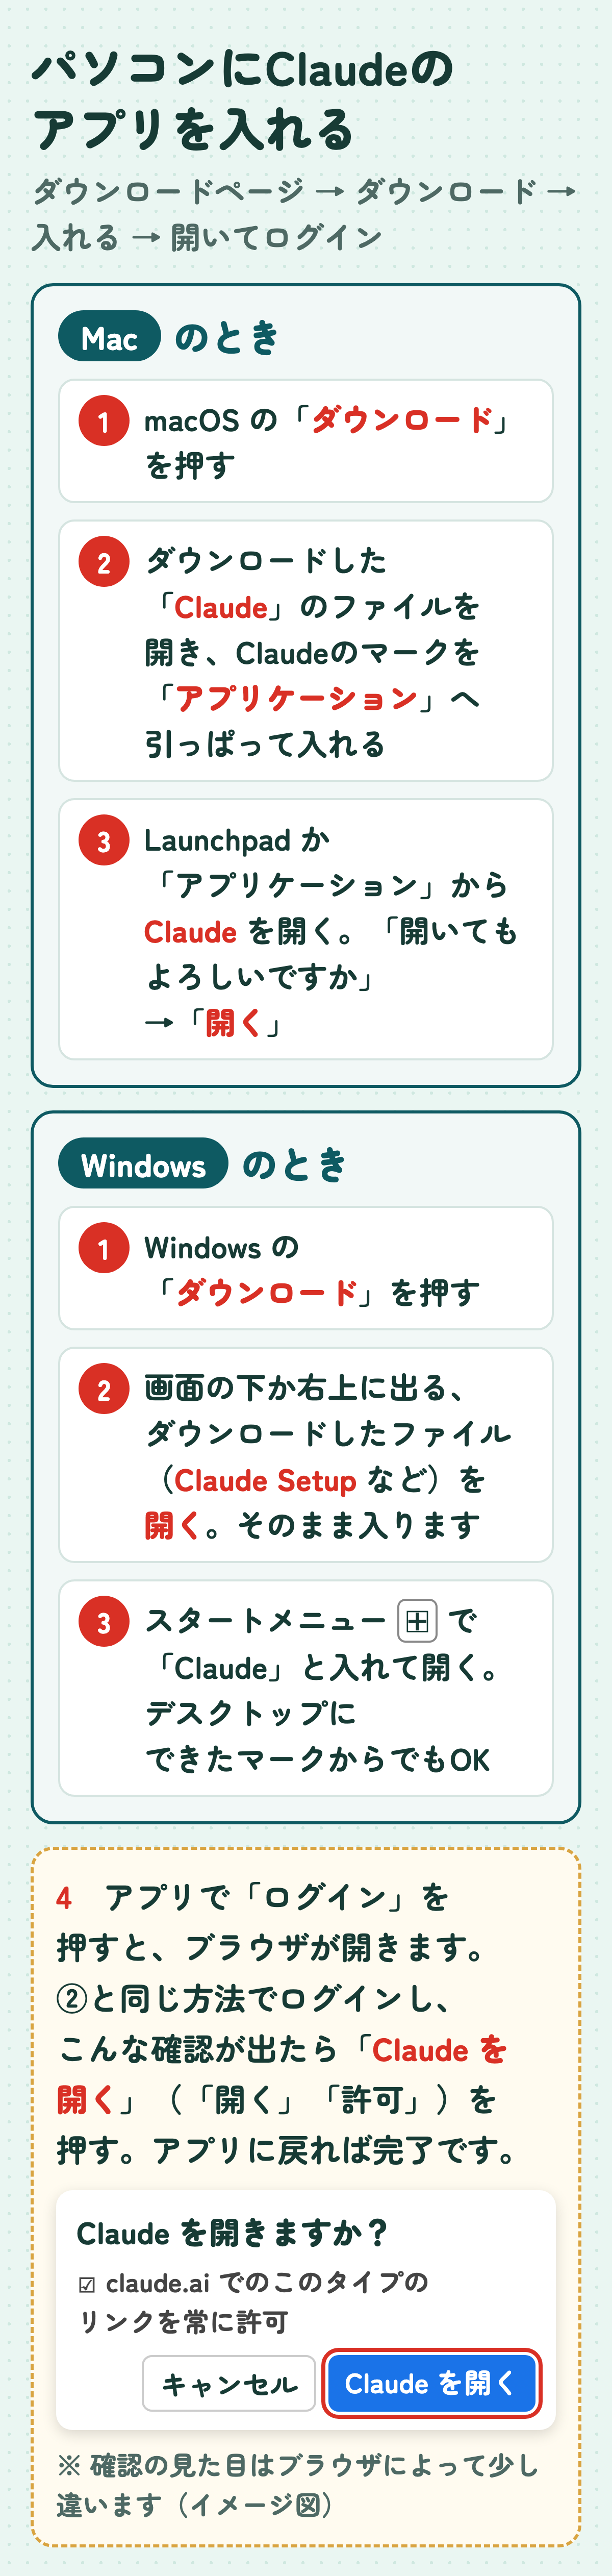 パソコンにClaudeの
アプリを入れる
ダウンロードページ → ダウンロード →
入れる → 開いてログイン
Mac のとき
1 macOS の「ダウンロード」
を押す
2 ダウンロードした
「Claude」のファイルを
開き、Claudeのマークを
「アプリケーション」へ
引っぱって入れる
3 Launchpad か
「アプリケーション」から
Claude を開く。「開いても
よろしいですか」
→「開く」
Windows のとき
1 Windows の
「ダウンロード」を押す
2 画面の下か右上に出る、
ダウンロードしたファイル
（Claude Setup など）を
開く。そのまま入ります
3 スタートメニュー ⊞ で
「Claude」と入れて開く。
デスクトップに
できたマークからでもOK
4 アプリで「ログイン」を
押すと、ブラウザが開きます。
②と同じ方法でログインし、
こんな確認が出たら「Claude を
開く」（「開く」「許可」）を
押す。アプリに戻れば完了です。
Claude を開きますか？
☑ claude.ai でのこのタイプの
リンクを常に許可
キャンセル Claude を開く
※ 確認の見た目はブラウザによって少し
違います（イメージ図）